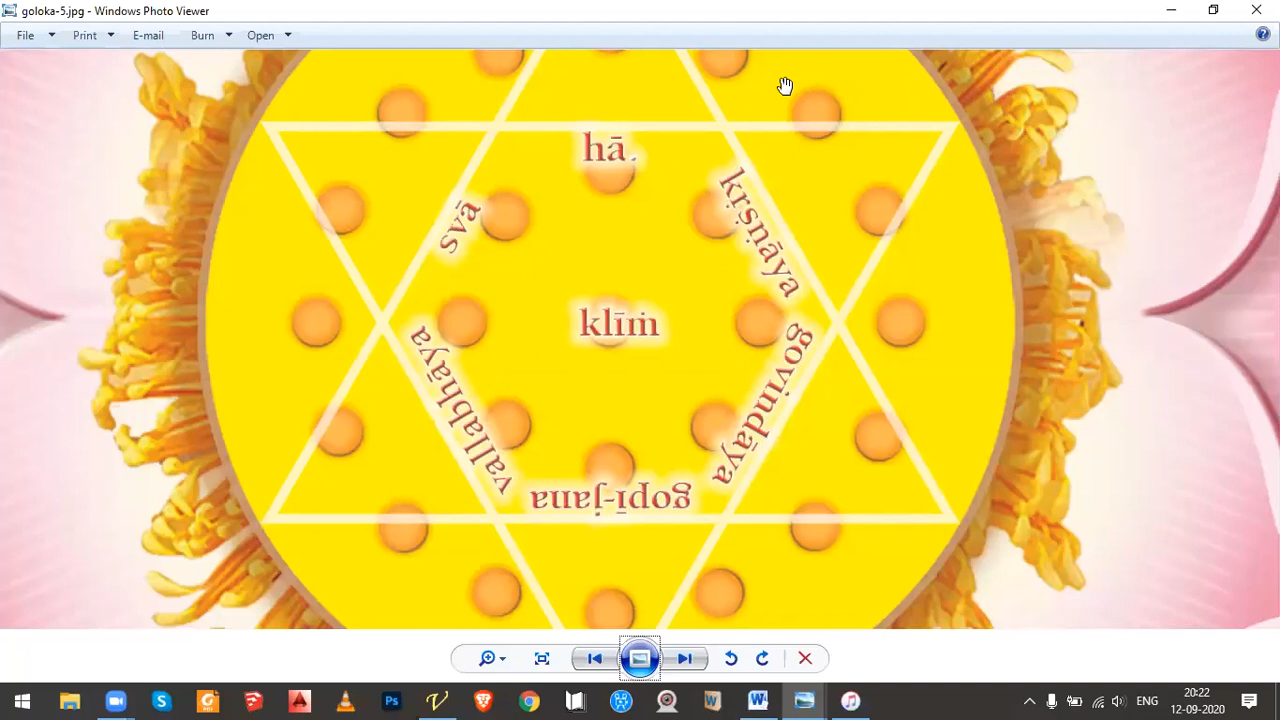 goloka-5.jpg - Windows Photo Viewer
File Print E-mail Burn Open
hā
kṛṣṇāya
svā
klīṁ
govindāya
vallabhāya
gopī-jana
ENG
20:22
12-09-2020